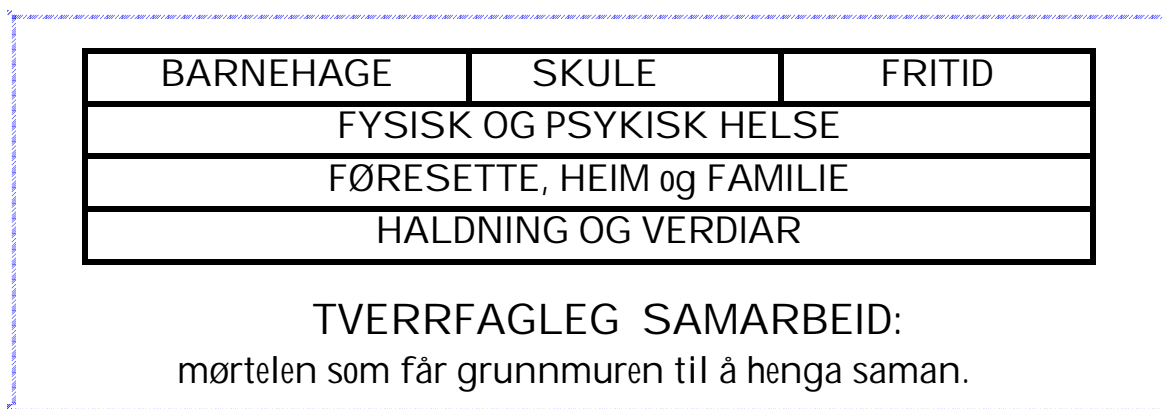 BARNEHAGE SKULE FRITID
FYSISK OG PSYKISK HELSE
FØRESETTE, HEIM og FAMILIE
HALDNING OG VERDIAR
TVERRFAGLEG SAMARBEID:
mørtelen som får grunnmuren til å henga saman.